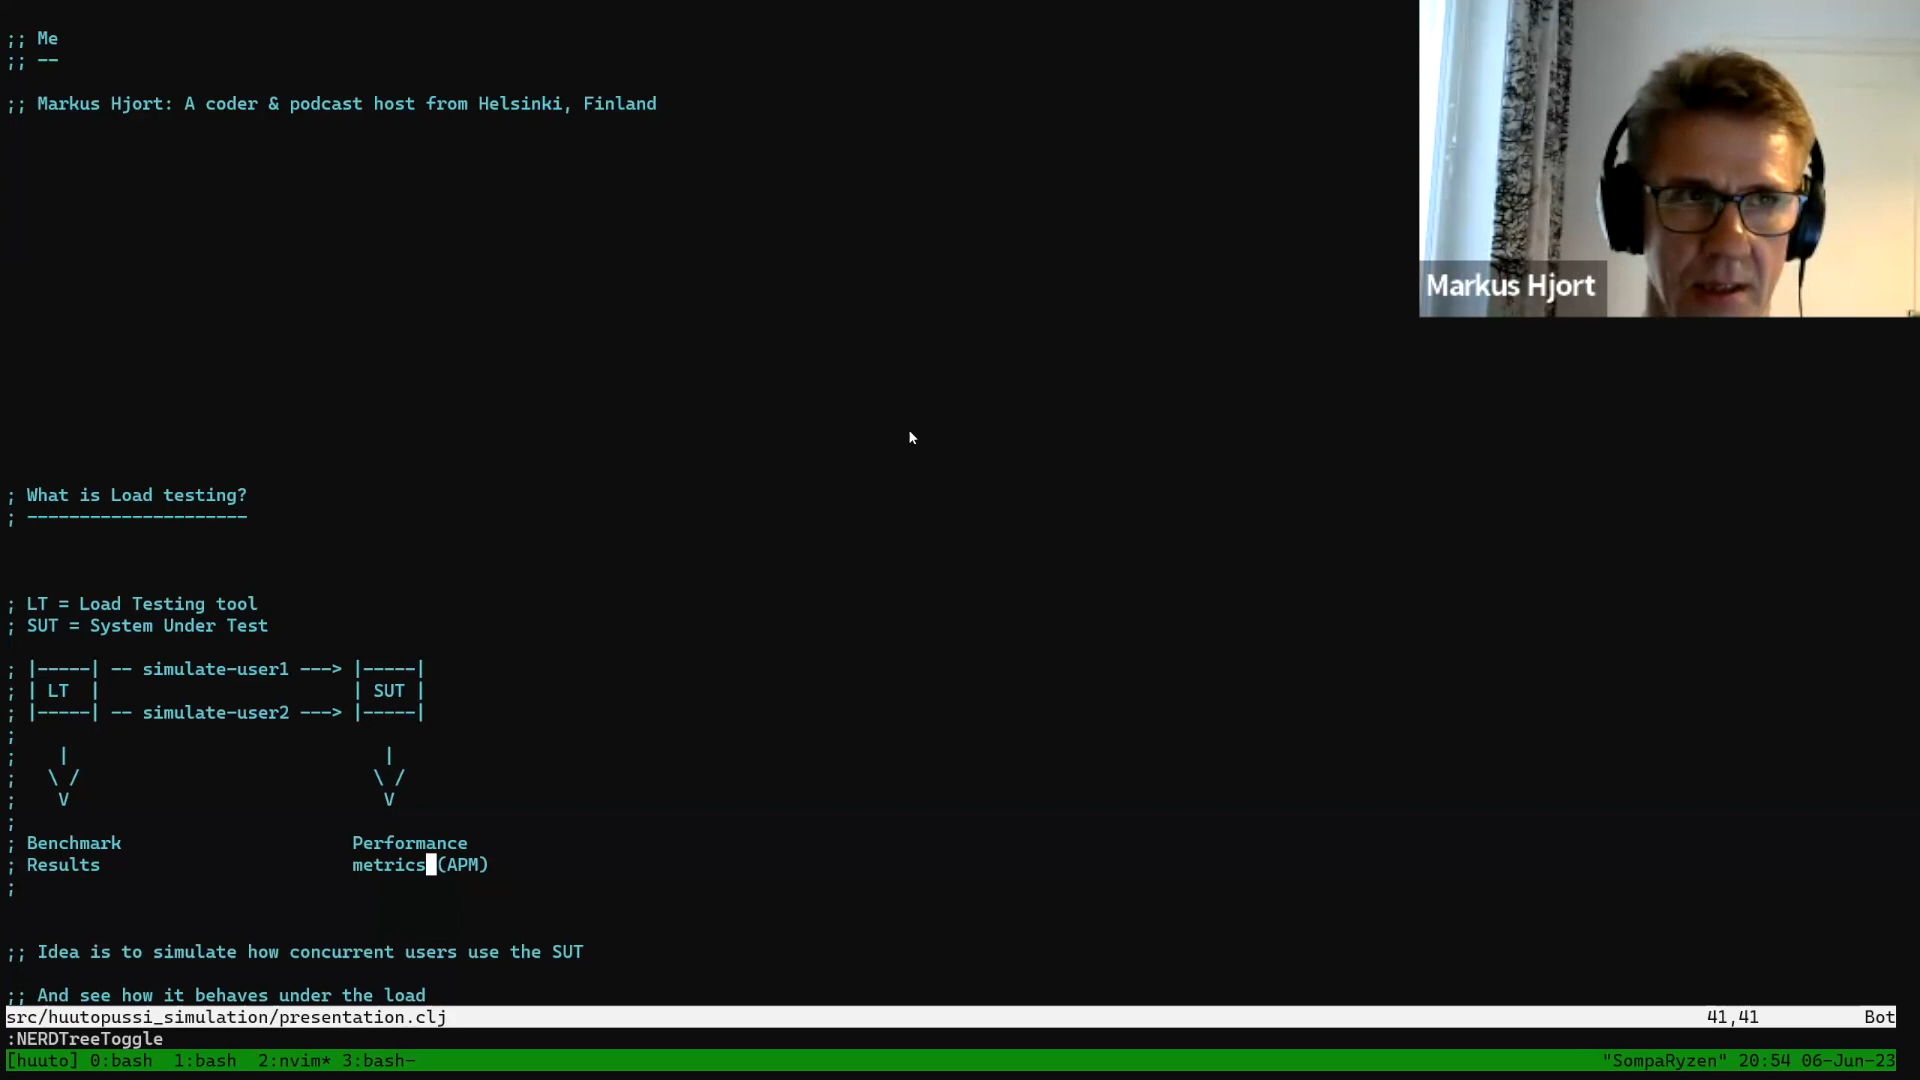 ;; Me
;; --
;; Markus Hjort: A coder & podcast host from Helsinki, Finland
Markus Hjort
; What is Load testing?
; ---------------------
; LT = Load Testing tool
; SUT = System Under Test
; |-----| -- simulate-user1 ---> |-----|
; | LT  |                        | SUT |
; |-----| -- simulate-user2 ---> |-----|
;
;    |                              |
;   \ /                            \ /
;    V                              V
;
; Benchmark                      Performance
; Results                        metrics (APM)
;
;; Idea is to simulate how concurrent users use the SUT
;; And see how it behaves under the load
src/huutopussi_simulation/presentation.clj 41,41 Bot
:NERDTreeToggle
[huuto] 0:bash  1:bash  2:nvim* 3:bash- "SompaRyzen" 20:54 06-Jun-23